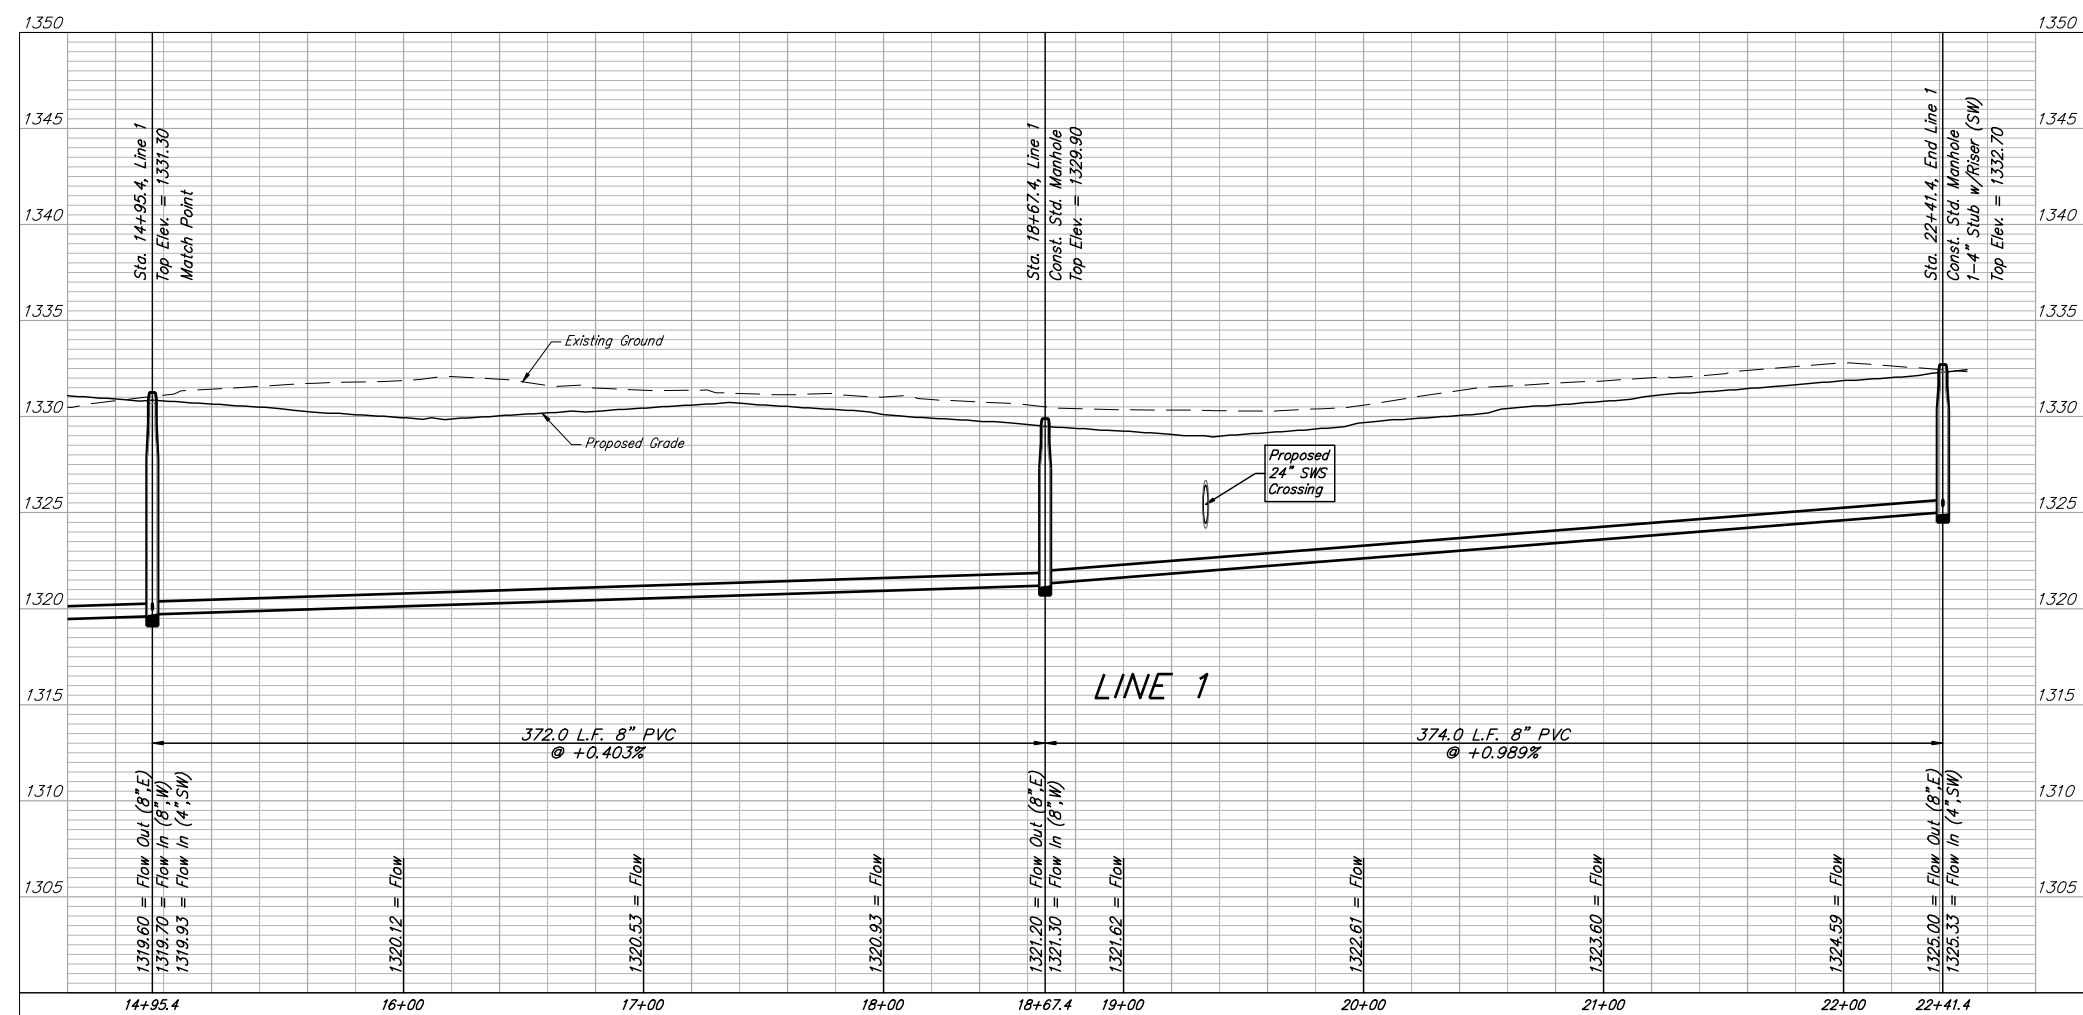 1350
1350
1345
1345
1340
1340
1335
1335
1330
1330
1325
1325
1320
1320
1315
1315
1310
1310
1305
1305
Sta. 14+95.4, Line 1
Top Elev. = 1331.30
Match Point
Sta. 18+67.4, Line 1
Const. Std. Manhole
Top Elev. = 1329.90
Sta. 22+41.4, End Line 1
Const. Std. Manhole
1-4" Stub w/Riser (SW)
Top Elev. = 1332.70
Existing Ground
Proposed Grade
Proposed
24" SWS
Crossing
LINE 1
372.0 L.F. 8" PVC
@ +0.403%
374.0 L.F. 8" PVC
@ +0.989%
1319.60 = Flow Out (8",E)
1319.70 = Flow In (8",W)
1319.93 = Flow In (4",SW)
1320.12 = Flow
1320.53 = Flow
1320.93 = Flow
1321.20 = Flow Out (8",E)
1321.30 = Flow In (8",W)
1321.62 = Flow
1322.61 = Flow
1323.60 = Flow
1324.59 = Flow
1325.00 = Flow Out (8",E)
1325.33 = Flow In (4",SW)
14+95.4
16+00
17+00
18+00
18+67.4
19+00
20+00
21+00
22+00
22+41.4